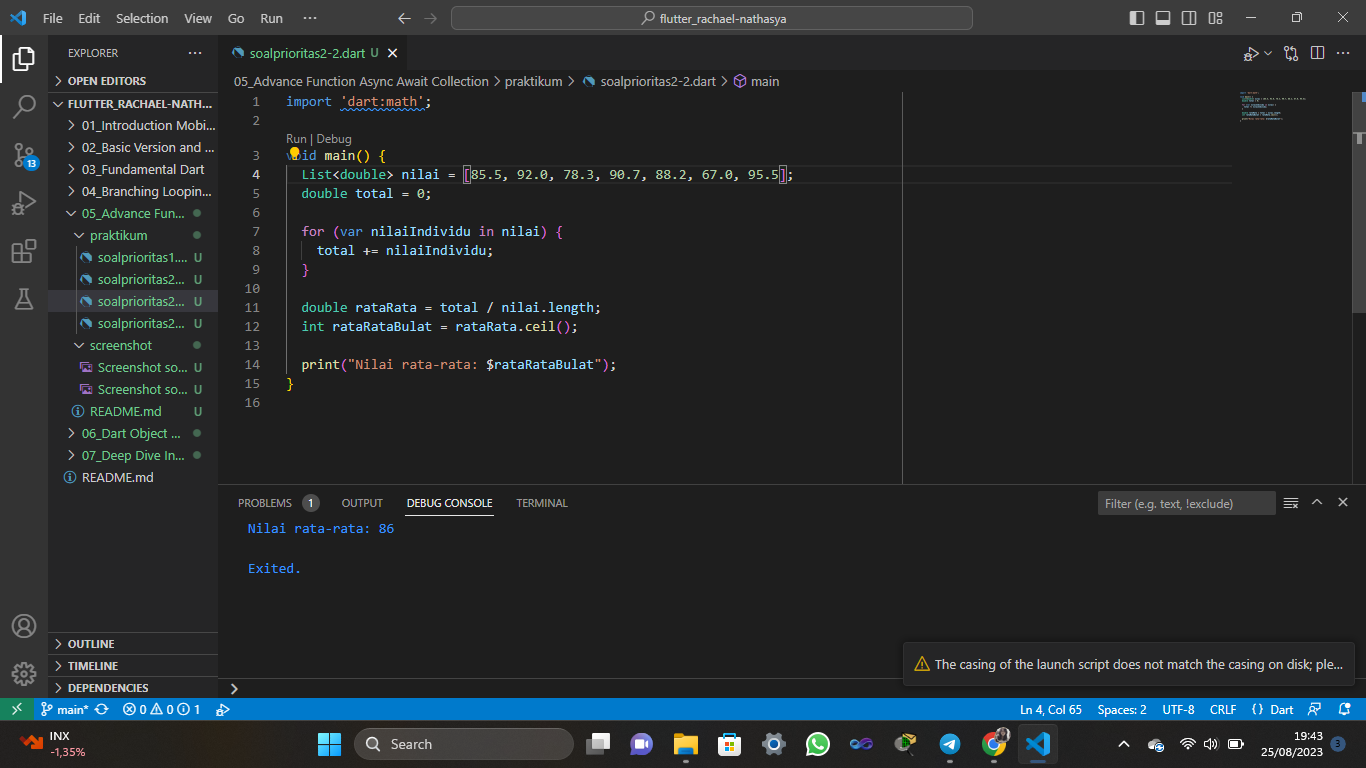 File Edit Selection View Go Run ···
flutter_rachael-nathasya
EXPLORER
OPEN EDITORS
FLUTTER_RACHAEL-NATH...
01_Introduction Mobi...
02_Basic Version and ...
03_Fundamental Dart
04_Branching Loopin...
05_Advance Fun...
praktikum
soalprioritas1.... U
soalprioritas2... U
soalprioritas2... U
soalprioritas2... U
screenshot
Screenshot so... U
Screenshot so... U
README.md U
06_Dart Object ...
07_Deep Dive In...
README.md
OUTLINE
TIMELINE
DEPENDENCIES
13
soalprioritas2-2.dart U
05_Advance Function Async Await Collection > praktikum > soalprioritas2-2.dart > main
1 import 'dart:math';
2
Run | Debug
3 void main() {
4 List<double> nilai = [85.5, 92.0, 78.3, 90.7, 88.2, 67.0, 95.5];
5 double total = 0;
6
7 for (var nilaiIndividu in nilai) {
8 total += nilaiIndividu;
9 }
10
11 double rataRata = total / nilai.length;
12 int rataRataBulat = rataRata.ceil();
13
14 print("Nilai rata-rata: $rataRataBulat");
15 }
16
PROBLEMS 1 OUTPUT DEBUG CONSOLE TERMINAL
Filter (e.g. text, !exclude)
Nilai rata-rata: 86
Exited.
The casing of the launch script does not match the casing on disk; ple...
main* 0 0 1
Ln 4, Col 65 Spaces: 2 UTF-8 CRLF {} Dart
INX
-1,35%
Search
19:43
25/08/2023
3